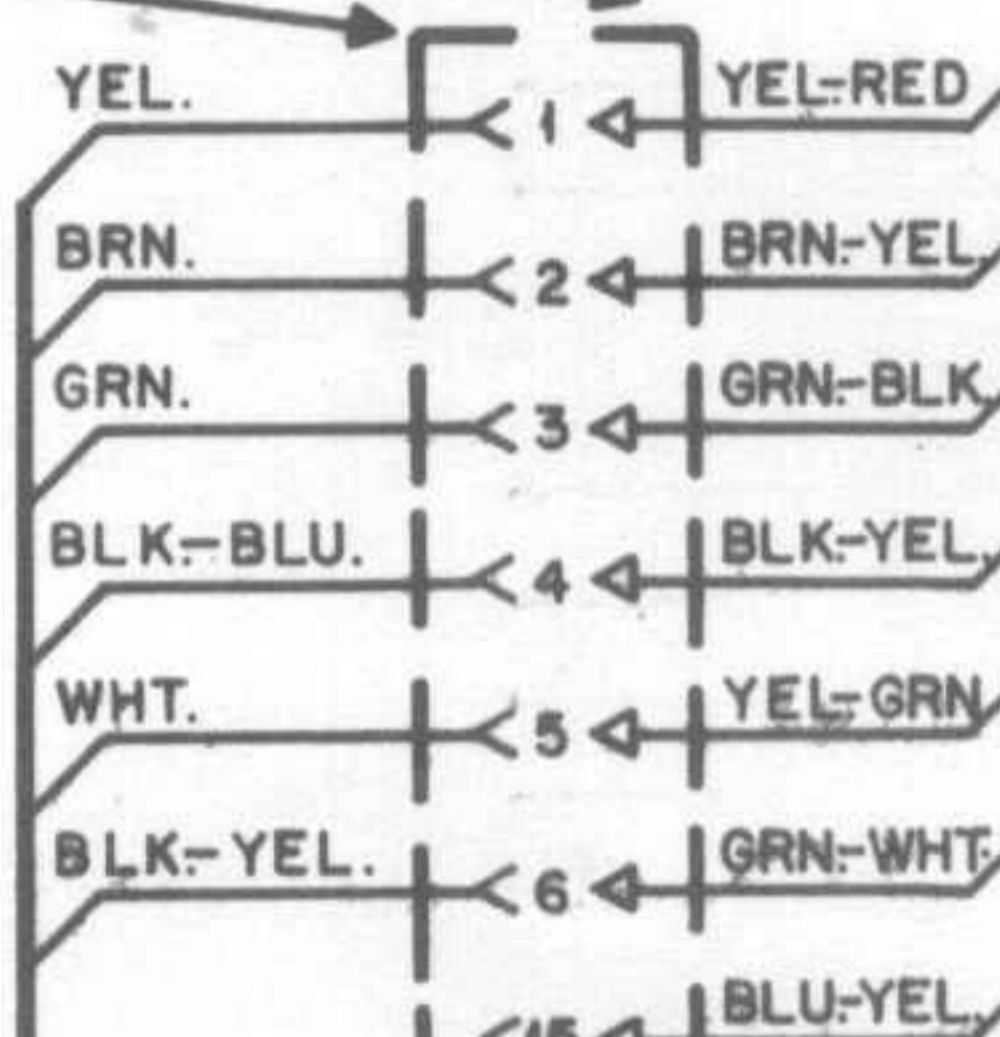 YEL. 1 YEL.-RED
BRN. 2 BRN.-YEL.
GRN. 3 GRN.-BLK.
BLK.-BLU. 4 BLK.-YEL.
WHT. 5 YEL.-GRN
BLK.-YEL. 6 GRN.-WHT.
15 BLU.-YEL.